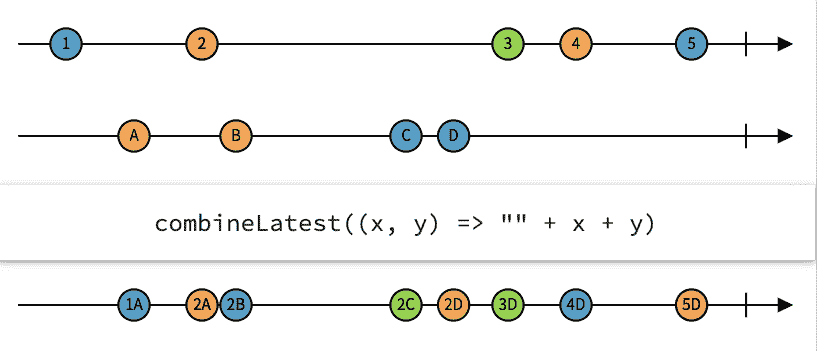 1 2 3 4 5
A B C D
combineLatest((x, y) => "" + x + y)
1A 2A 2B 2C 2D 3D 4D 5D